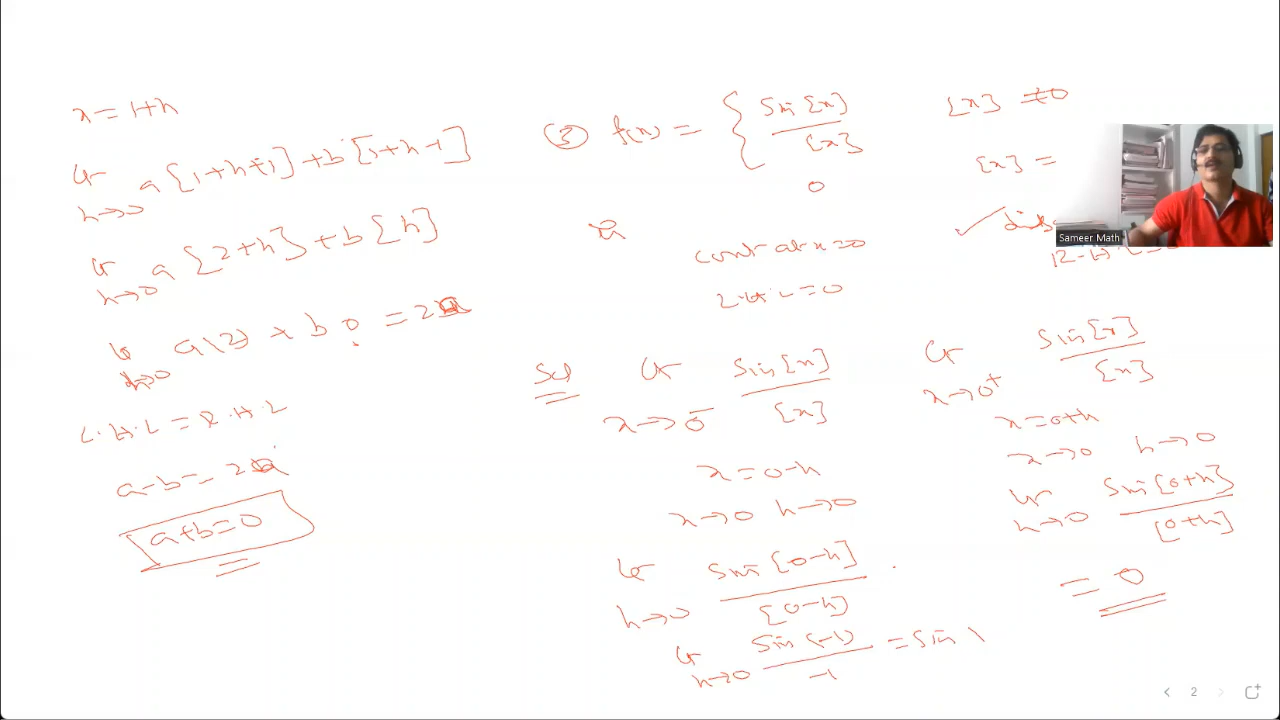 x = 1+h
Lt h→0 a[1+h+1] + b[1+h-1]
Lt h→0 a[2+h] + b[h]
Lt h→0 a(2) + b 0 = 2a
L.H.L = R.H.L
a-b = 2a
a+b=0
③ f(x) = { sin[x] / [x] [x] ≠0
0 [x] =
cont at x=0
L.H.L = 0
Sol Lt x→0⁻ sin[x] / [x]
x = 0-h
x→0 h→0
Lt h→0 sin[0-h] / [0-h]
Lt h→0 sin(-1) / -1 = sin 1
Lt x→0⁺ sin[x] / [x]
x=0+h
x→0 h→0
Lt h→0 sin[0+h] / [0+h]
= 0
Sameer Math
2